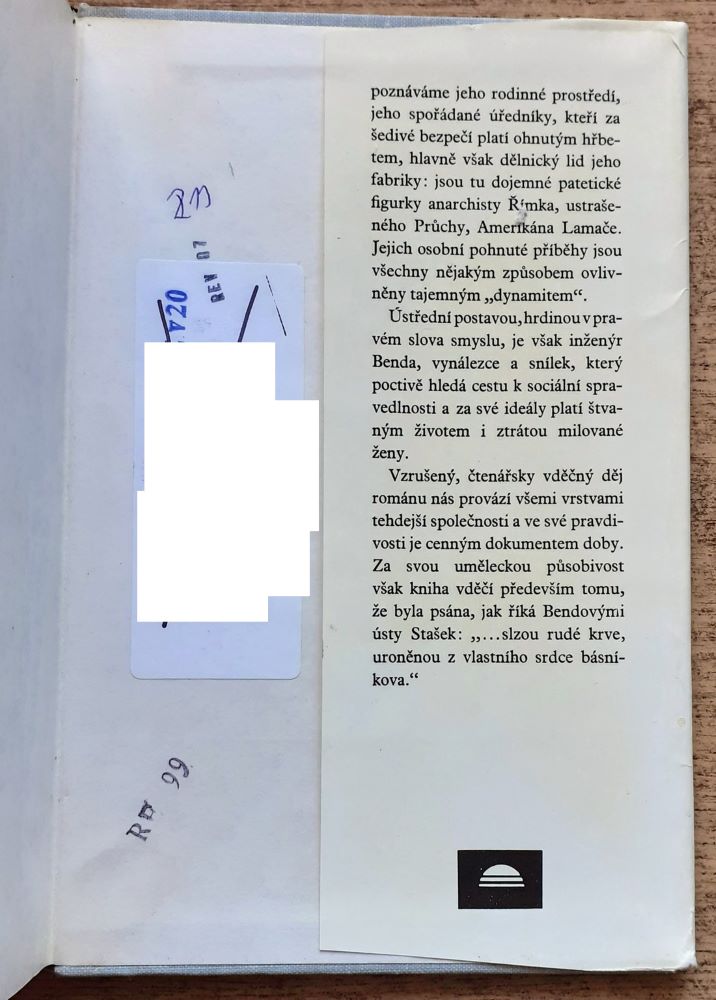 REV 07
R 99
poznáváme jeho rodinné prostředí,
jeho spořádané úředníky, kteří za
šedivé bezpečí platí ohnutým hřbe-
tem, hlavně však dělnický lid jeho
fabriky: jsou tu dojemné patetické
figurky anarchisty Římka, ustraše-
ného Průchy, Amerikána Lamače.
Jejich osobní pohnuté příběhy jsou
všechny nějakým způsobem ovliv-
něny tajemným „dynamitem“.
Ústřední postavou, hrdinou v pra-
vém slova smyslu, je však inženýr
Benda, vynálezce a snílek, který
poctivě hledá cestu k sociální spra-
vedlnosti a za své ideály platí štva-
ným životem i ztrátou milované
ženy.
Vzrušený, čtenářsky vděčný děj
románu nás provází všemi vrstvami
tehdejší společnosti a ve své pravdi-
vosti je cenným dokumentem doby.
Za svou uměleckou působivost
však kniha vděčí především tomu,
že byla psána, jak říká Bendovými
ústy Stašek: „...slzou rudé krve,
uroněnou z vlastního srdce básní-
kova.“